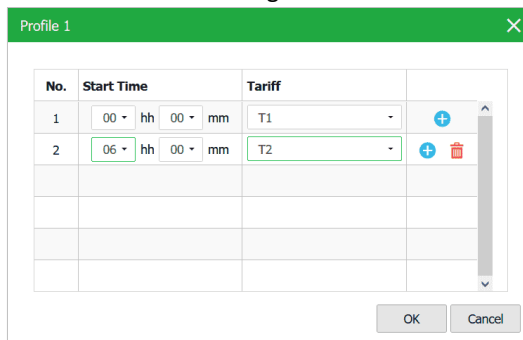 Profile 1
No. Start Time Tariff
1 00 hh 00 mm T1
2 06 hh 00 mm T2
OK Cancel